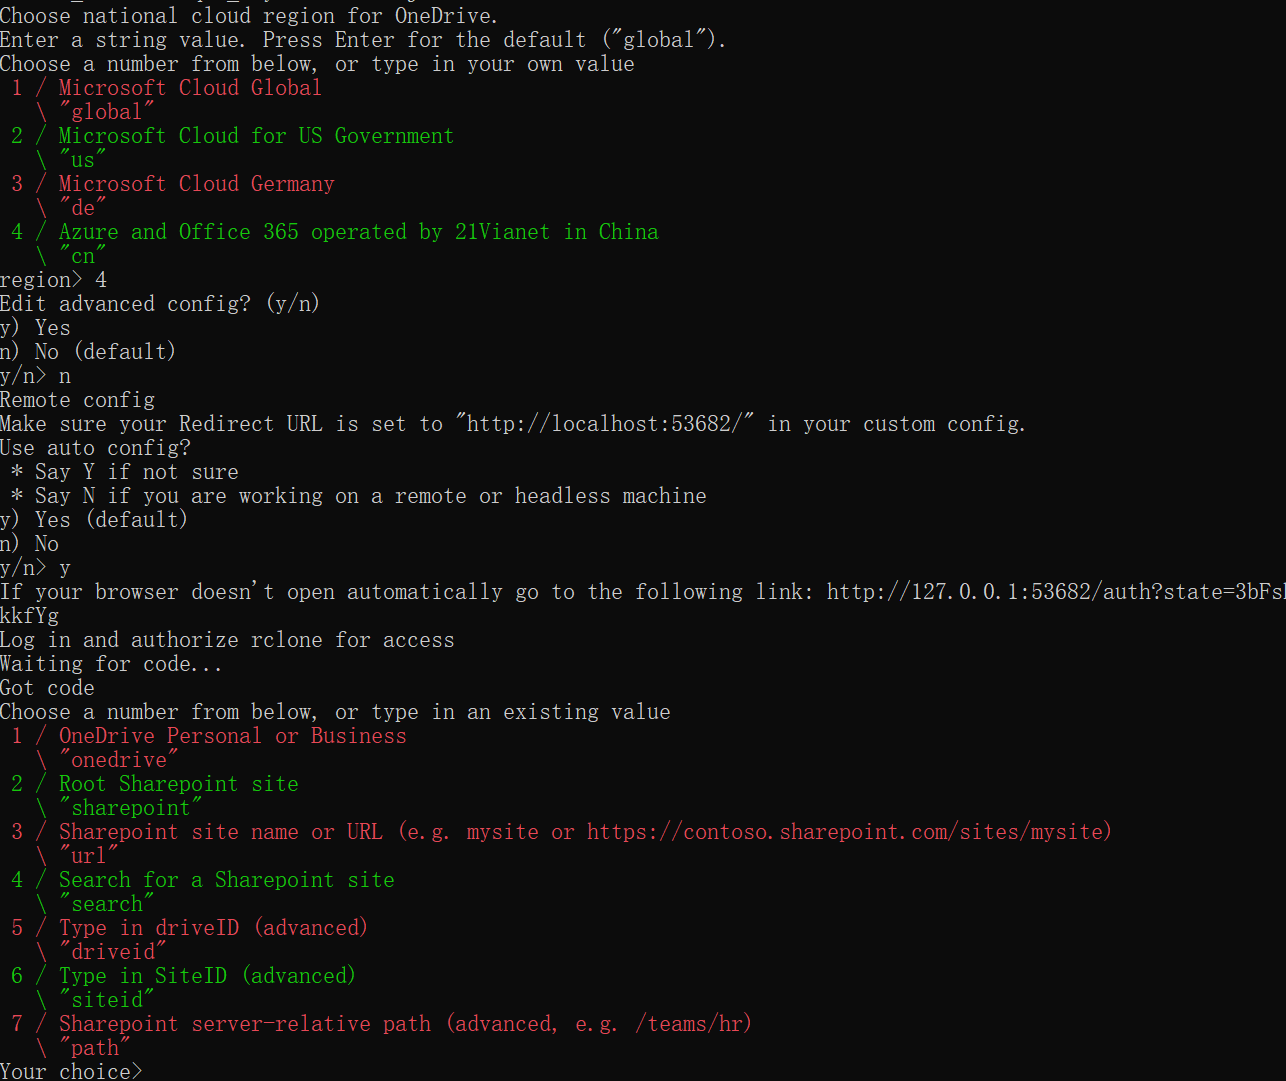 Choose national cloud region for OneDrive.
Enter a string value. Press Enter for the default ("global").
Choose a number from below, or type in your own value
 1 / Microsoft Cloud Global
   \ "global"
 2 / Microsoft Cloud for US Government
   \ "us"
 3 / Microsoft Cloud Germany
   \ "de"
 4 / Azure and Office 365 operated by 21Vianet in China
   \ "cn"
region> 4
Edit advanced config? (y/n)
y) Yes
n) No (default)
y/n> n
Remote config
Make sure your Redirect URL is set to "http://localhost:53682/" in your custom config.
Use auto config?
 * Say Y if not sure
 * Say N if you are working on a remote or headless machine
y) Yes (default)
n) No
y/n> y
If your browser doesn't open automatically go to the following link: http://127.0.0.1:53682/auth?state=3bFs
kkfYg
Log in and authorize rclone for access
Waiting for code...
Got code
Choose a number from below, or type in an existing value
 1 / OneDrive Personal or Business
   \ "onedrive"
 2 / Root Sharepoint site
   \ "sharepoint"
 3 / Sharepoint site name or URL (e.g. mysite or https://contoso.sharepoint.com/sites/mysite)
   \ "url"
 4 / Search for a Sharepoint site
   \ "search"
 5 / Type in driveID (advanced)
   \ "driveid"
 6 / Type in SiteID (advanced)
   \ "siteid"
 7 / Sharepoint server-relative path (advanced, e.g. /teams/hr)
   \ "path"
Your choice>